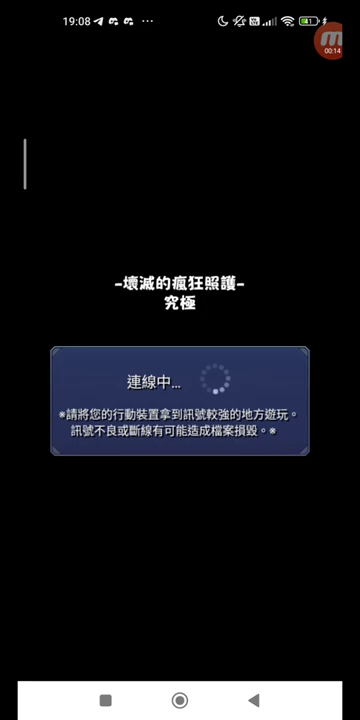 19:08
41
00:14
-壞滅的瘋狂照護-
究極
連線中...
※請將您的行動裝置拿到訊號較強的地方遊玩。
訊號不良或斷線有可能造成檔案損毀。※